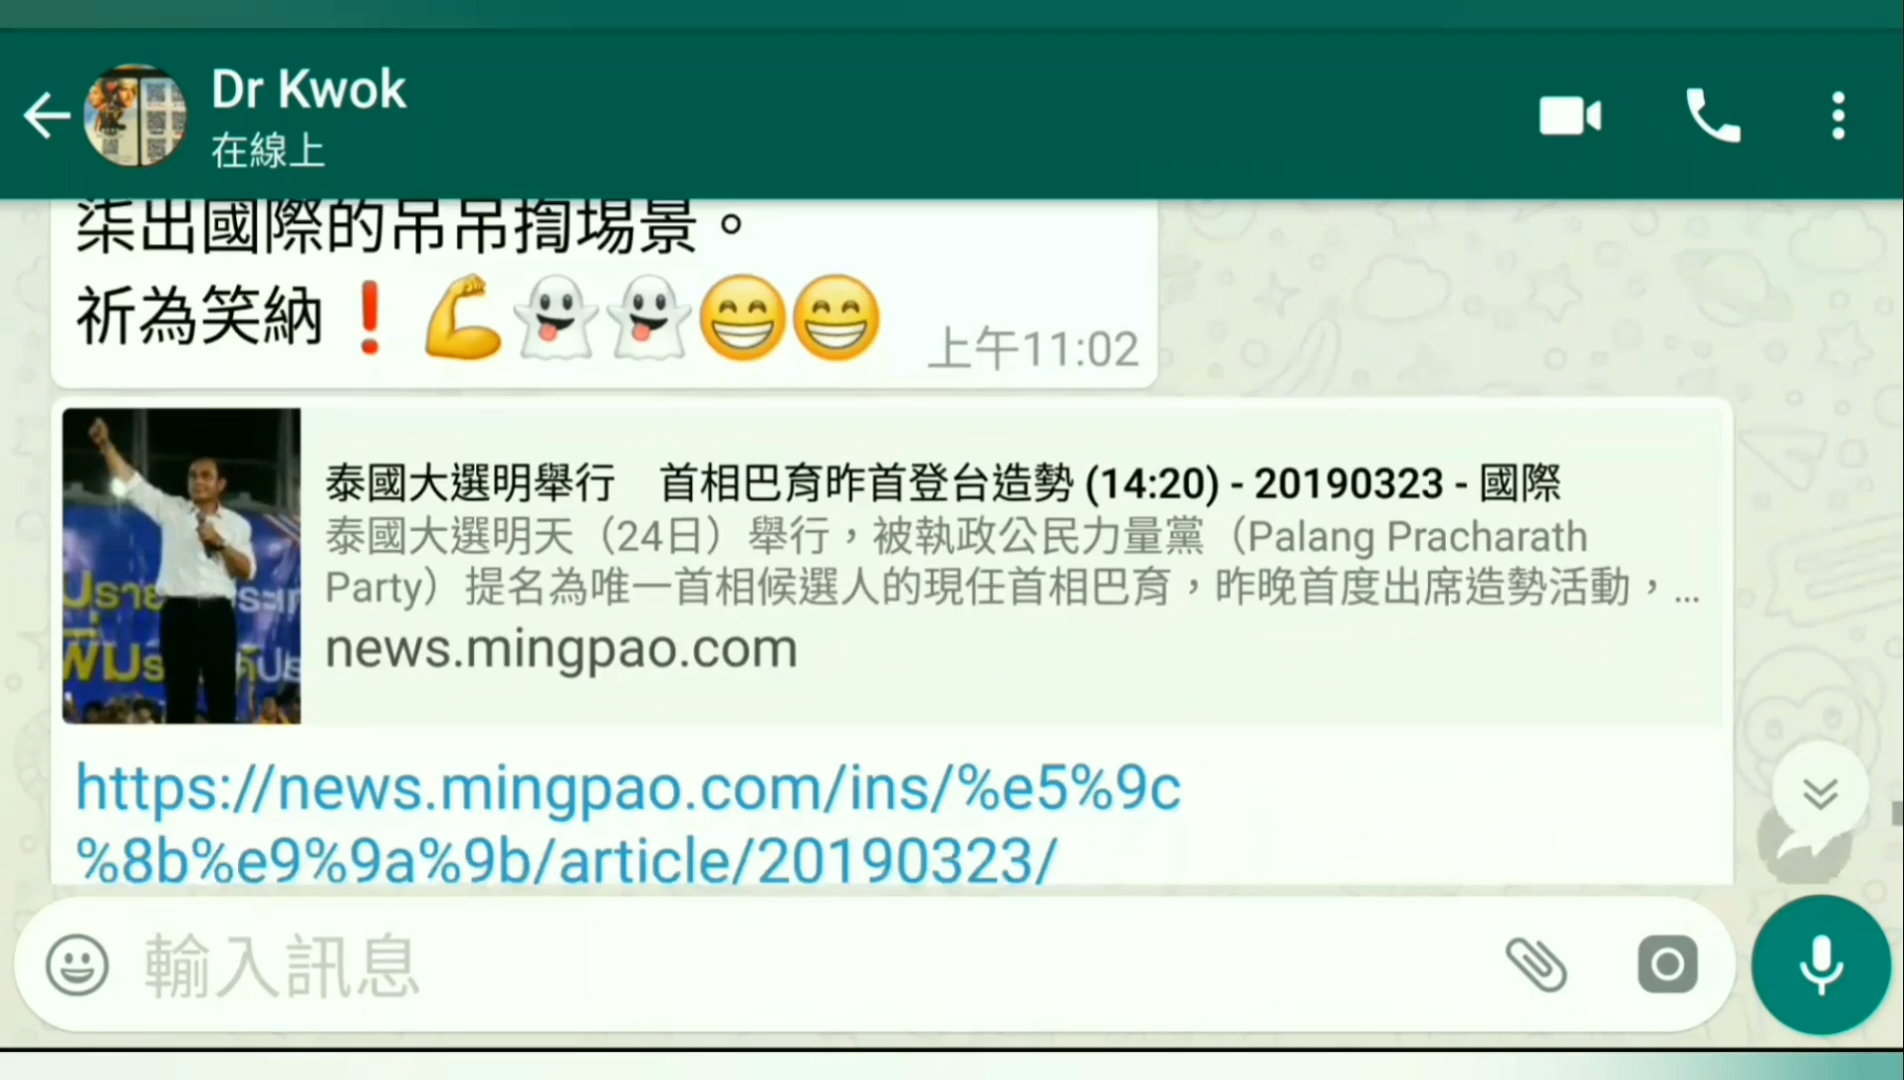 Dr Kwok
在線上
柒出國際的吊吊揈場景。
祈為笑納❗💪👻👻😁😁
上午11:02
泰國大選明舉行　首相巴育昨首登台造勢 (14:20) - 20190323 - 國際
泰國大選明天（24日）舉行，被執政公民力量黨（Palang Pracharath
Party）提名為唯一首相候選人的現任首相巴育，昨晚首度出席造勢活動，...
news.mingpao.com
https://news.mingpao.com/ins/%e5%9c
%8b%e9%9a%9b/article/20190323/
輸入訊息